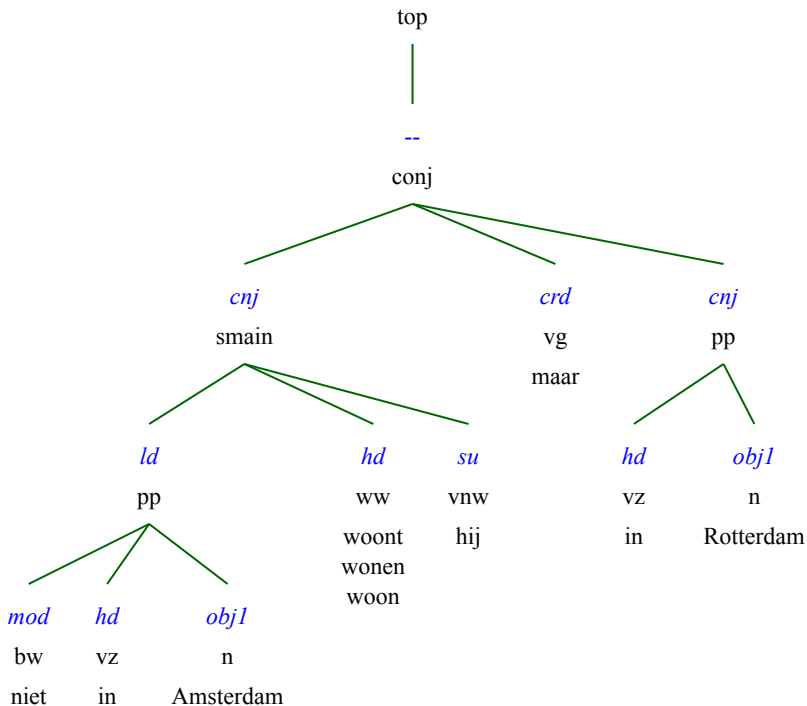 top
--
conj
cnj crd cnj
smain vg pp
maar
ld hd su hd obj1
pp ww vnw vz n
woont hij in Rotterdam
wonen
woon
mod hd obj1
bw vz n
niet in Amsterdam